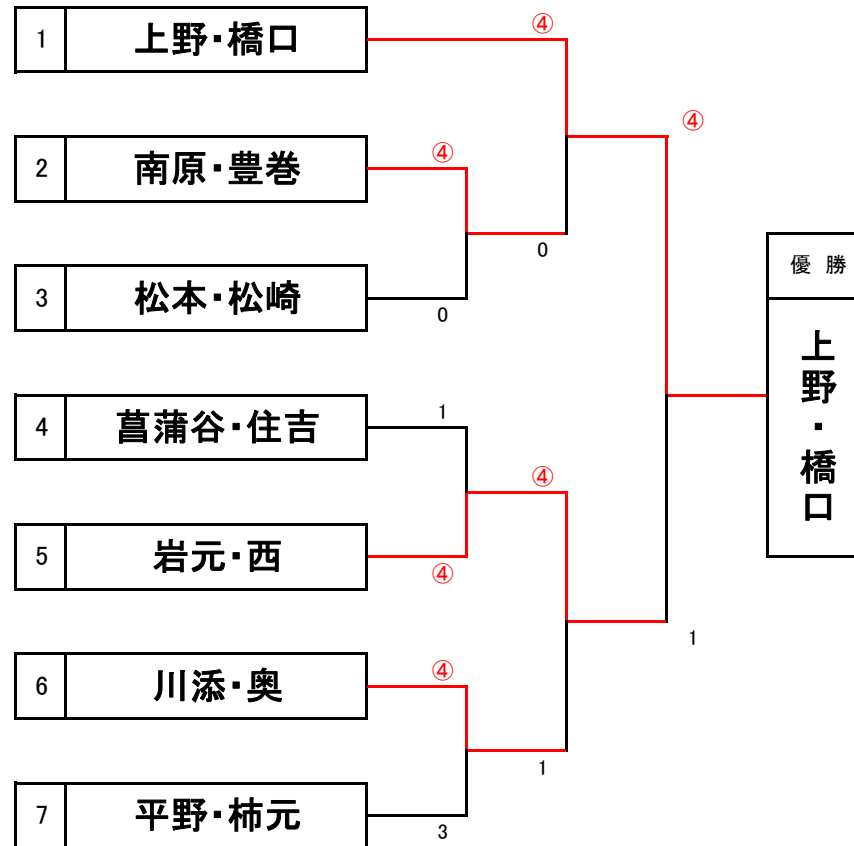 ④
1 上野・橋口
④
④
2 南原・豊巻
0
優 勝
3 松本・松崎
0
上野・橋口
1
4 菖蒲谷・住吉
④
5 岩元・西
④
1
④
6 川添・奥
1
7 平野・柿元
3